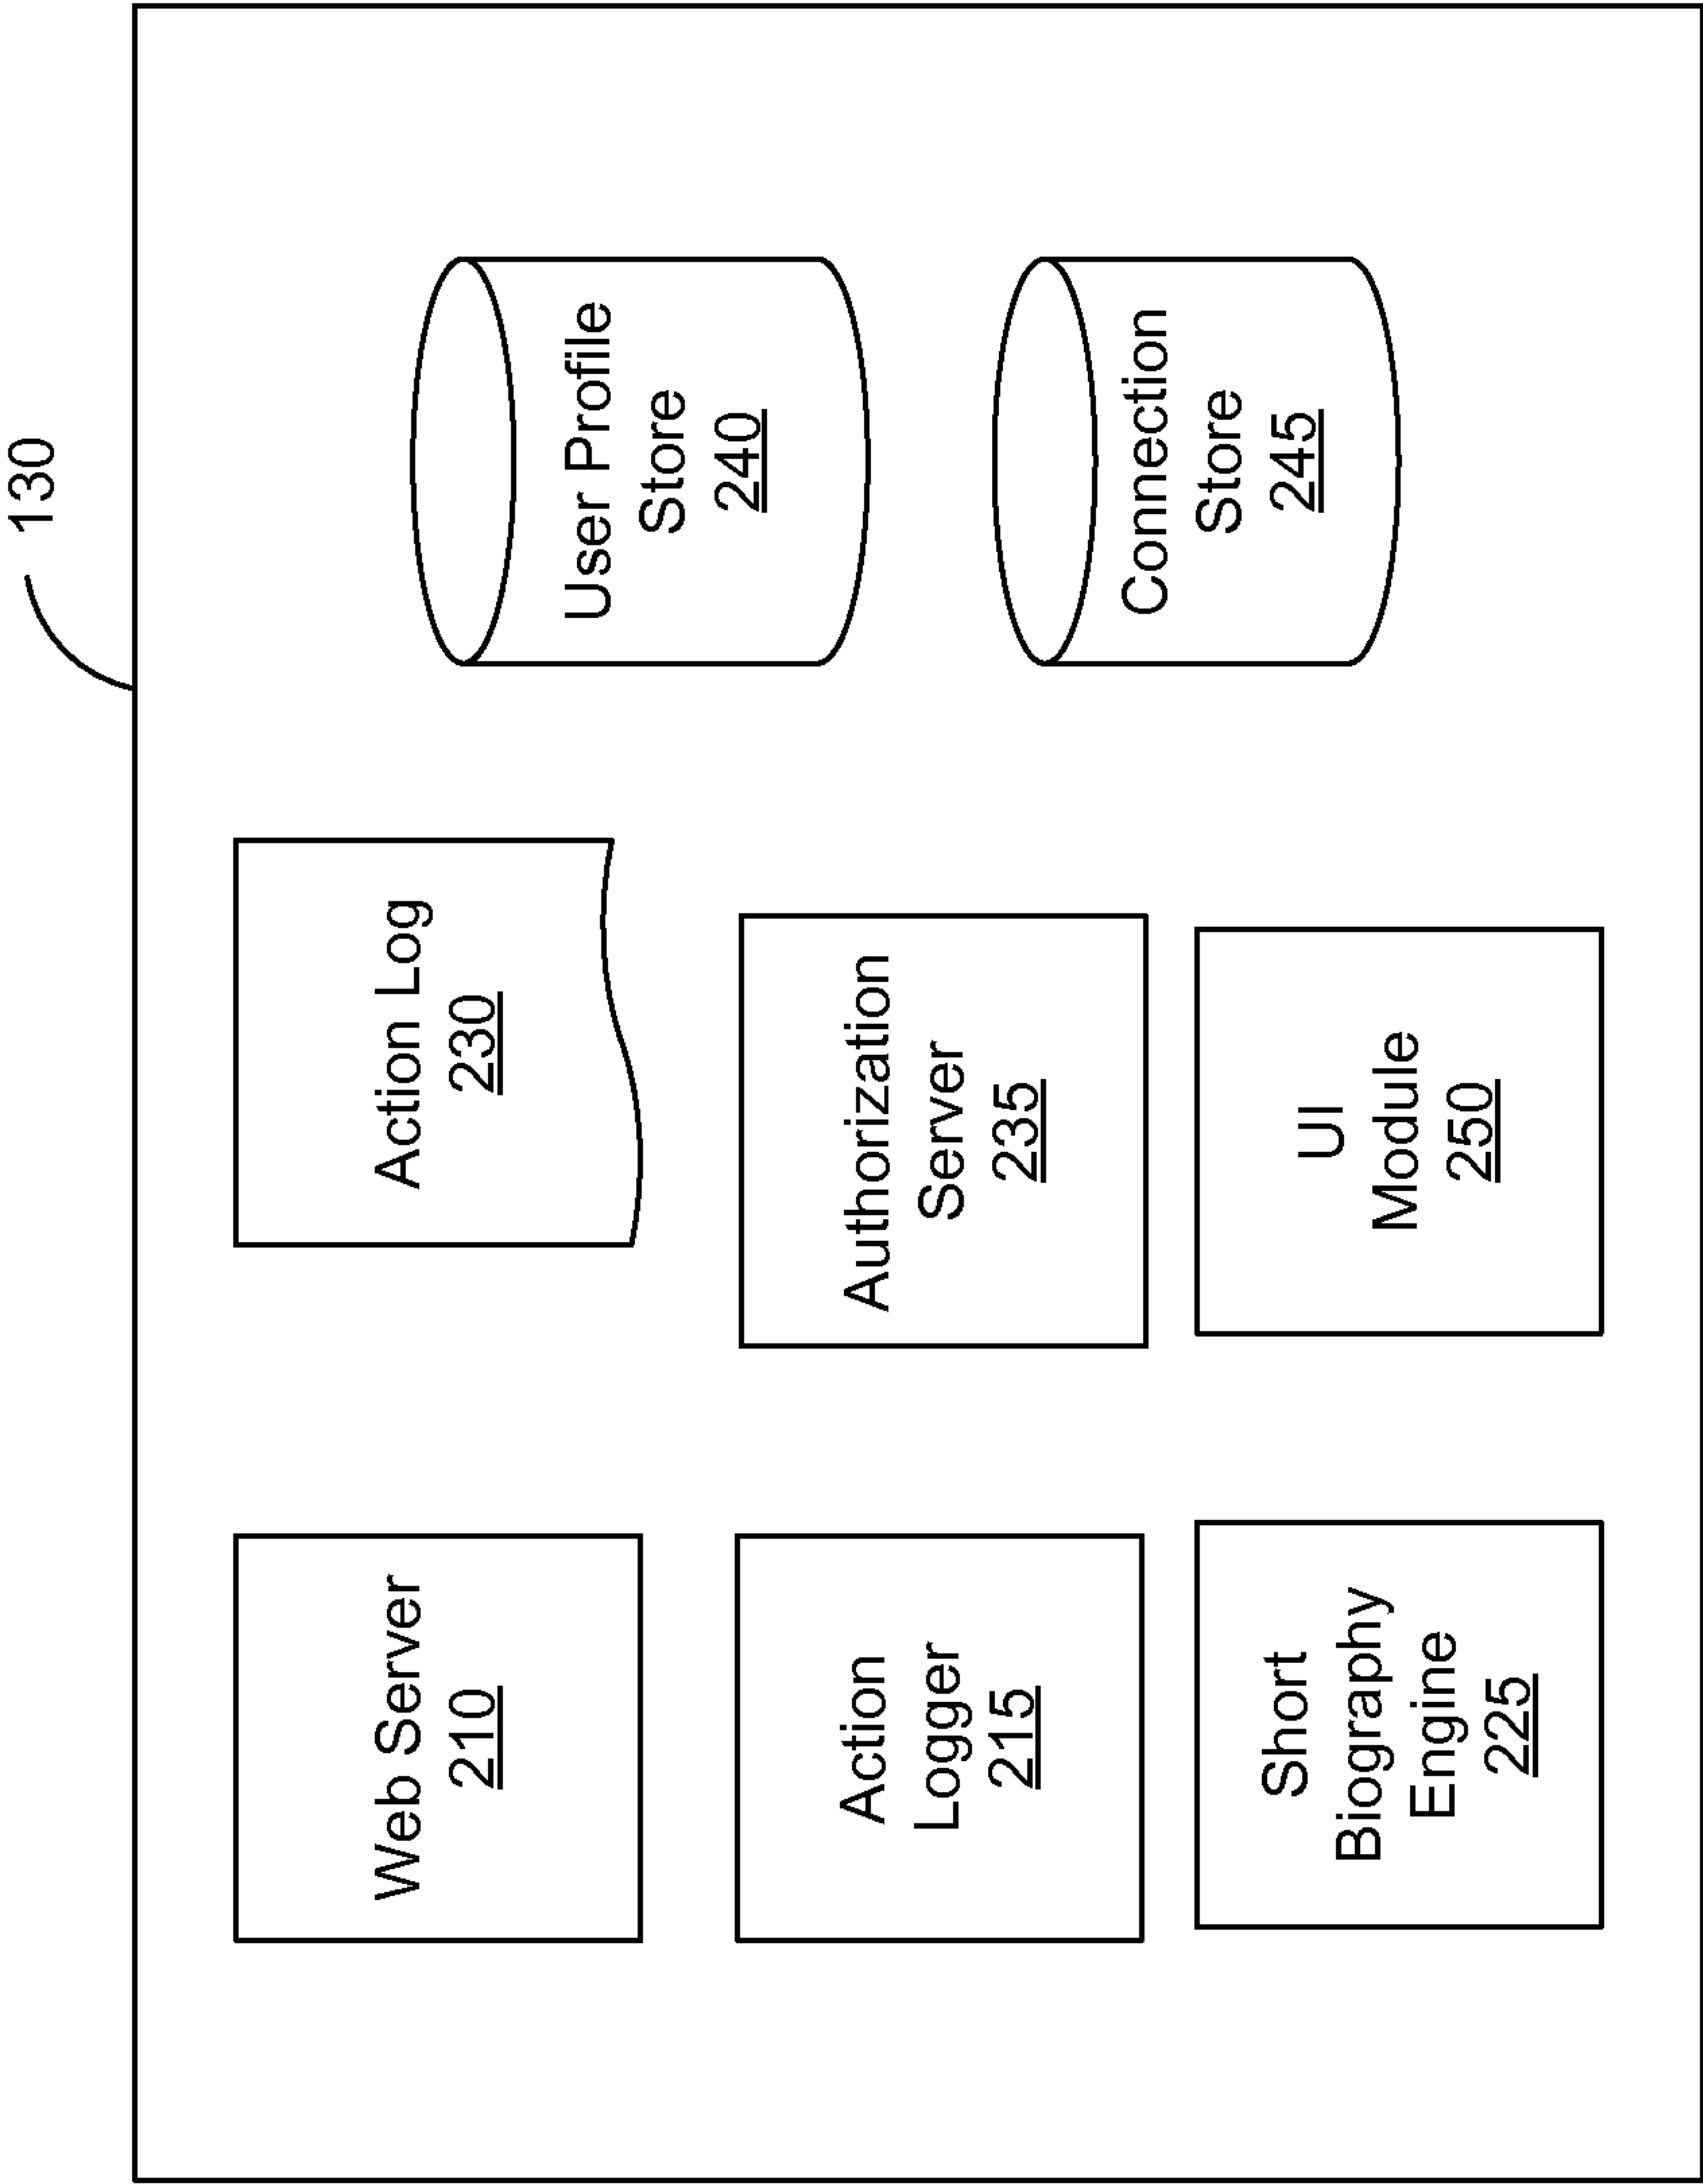 130
Web Server
210
Action Log
230
User Profile
Store
240
Action
Logger
215
Authorization
Server
235
Connection
Store
245
Short
Biography
Engine
225
UI
Module
250